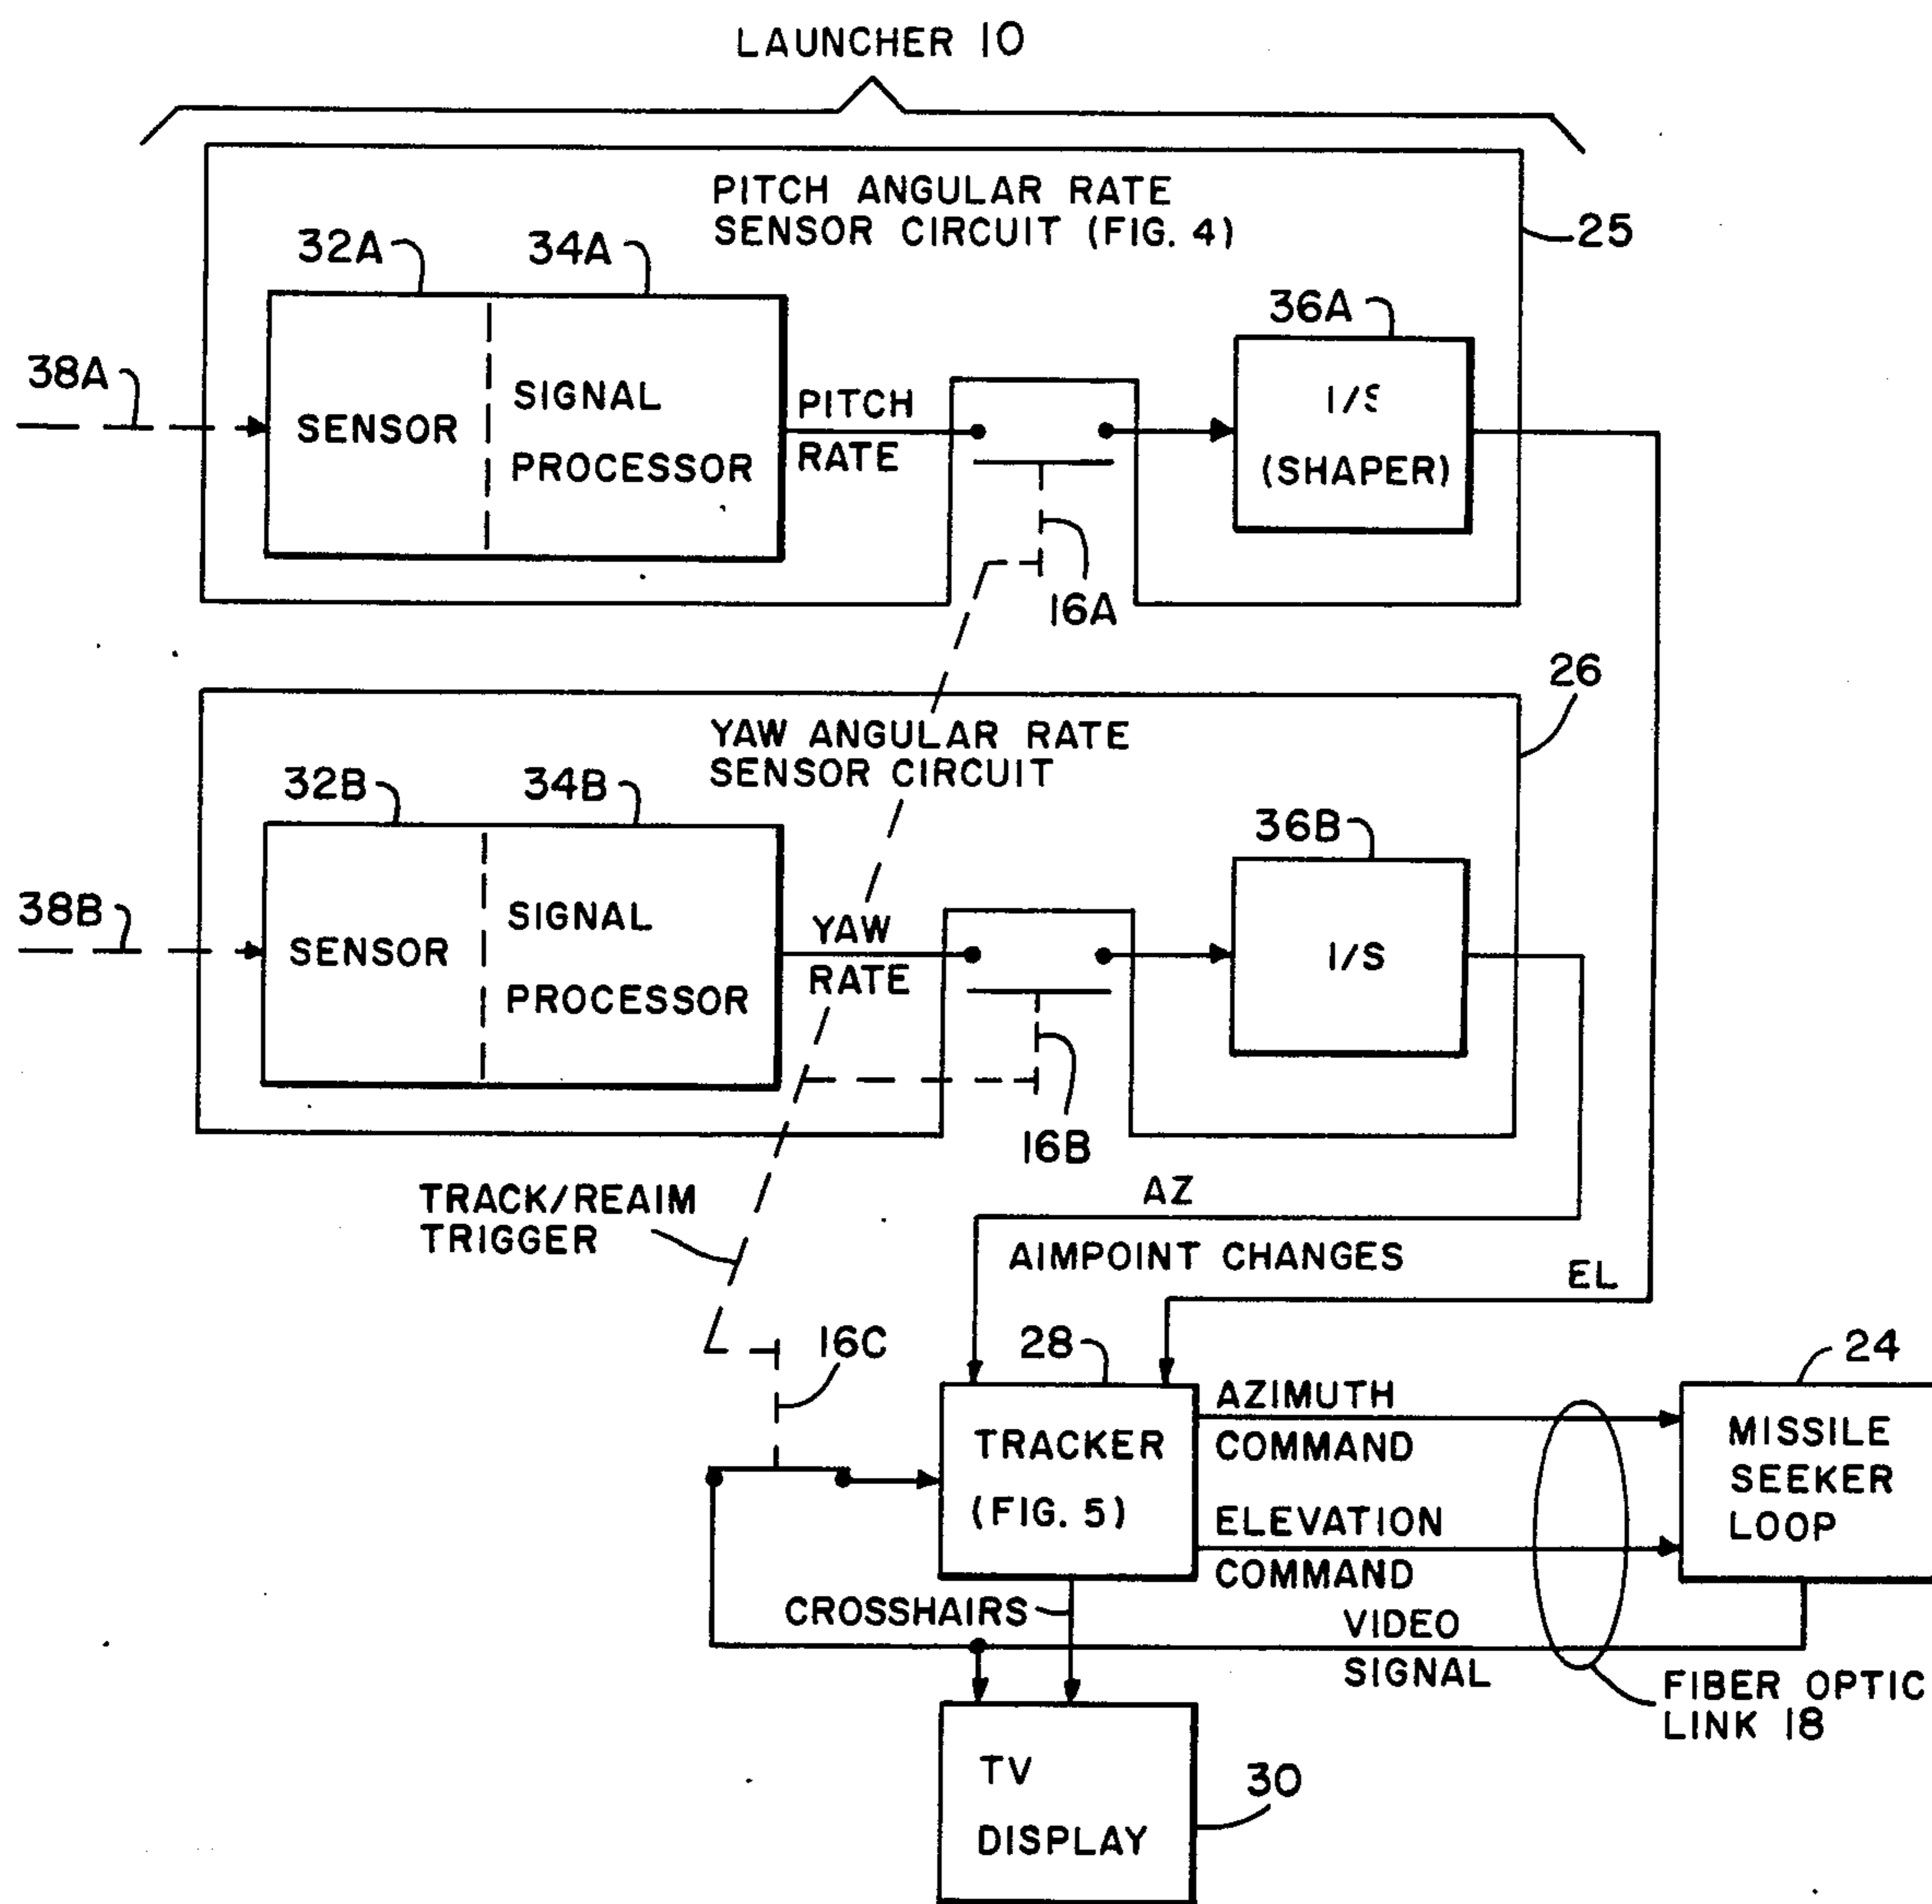 LAUNCHER 10
PITCH ANGULAR RATE
SENSOR CIRCUIT (FIG. 4)
25
32A
34A
36A
38A
SENSOR
SIGNAL
PROCESSOR
PITCH
RATE
1/S
(SHAPER)
16A
26
YAW ANGULAR RATE
SENSOR CIRCUIT
32B
34B
36B
38B
SENSOR
SIGNAL
PROCESSOR
YAW
RATE
1/S
16B
TRACK/REAIM
TRIGGER
AZ
AIMPOINT CHANGES
EL
16C
28
24
TRACKER
(FIG. 5)
AZIMUTH
COMMAND
ELEVATION
COMMAND
MISSILE
SEEKER
LOOP
CROSSHAIRS
VIDEO
SIGNAL
FIBER OPTIC
LINK 18
TV
DISPLAY
30